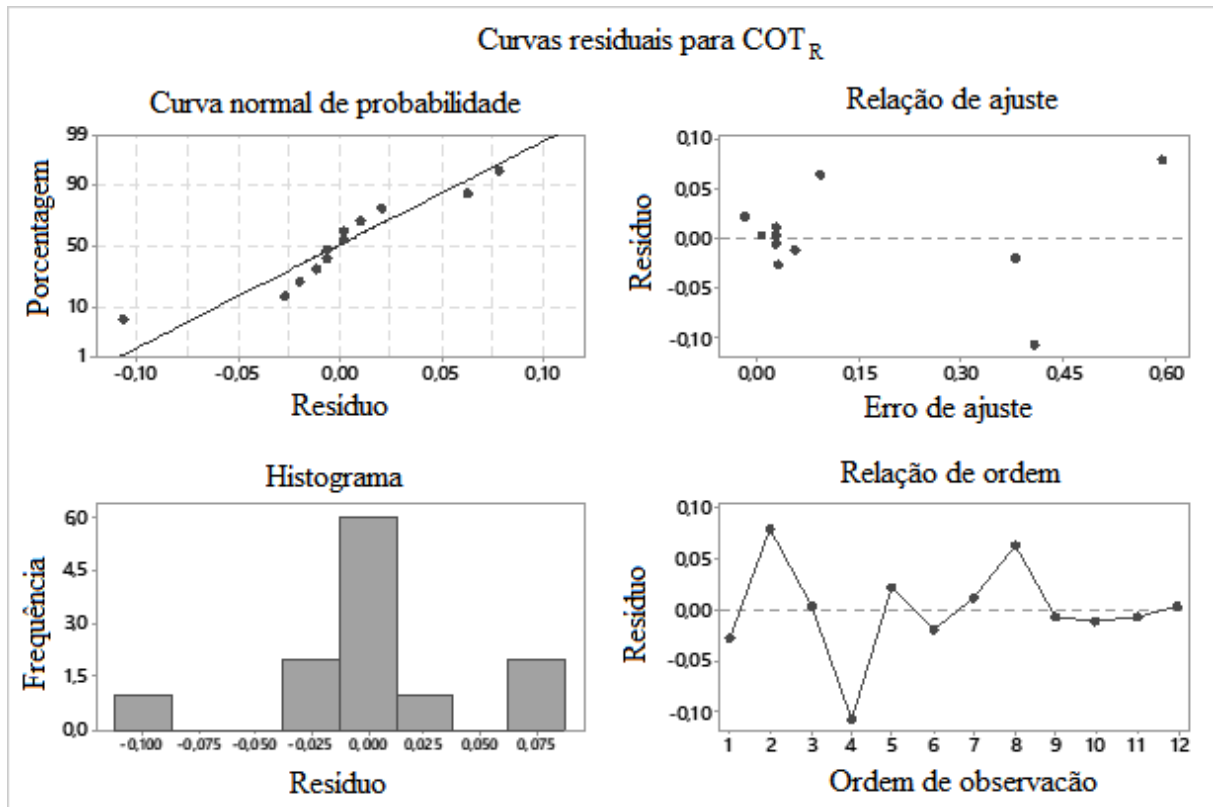 Curvas residuais para COT_R
Curva normal de probabilidade
Porcentagem
99
90
50
10
1
-0,10 -0,05 0,00 0,05 0,10
Resíduo
Relação de ajuste
Resíduo
0,10
0,05
0,00
-0,05
-0,10
0,00 0,15 0,30 0,45 0,60
Erro de ajuste
Histograma
Frequência
60
4,5
30
1,5
0,0
-0,100 -0,075 -0,050 -0,025 0,000 0,025 0,050 0,075
Resíduo
Relação de ordem
Resíduo
0,10
0,05
0,00
-0,05
-0,10
1 2 3 4 5 6 7 8 9 10 11 12
Ordem de observacão